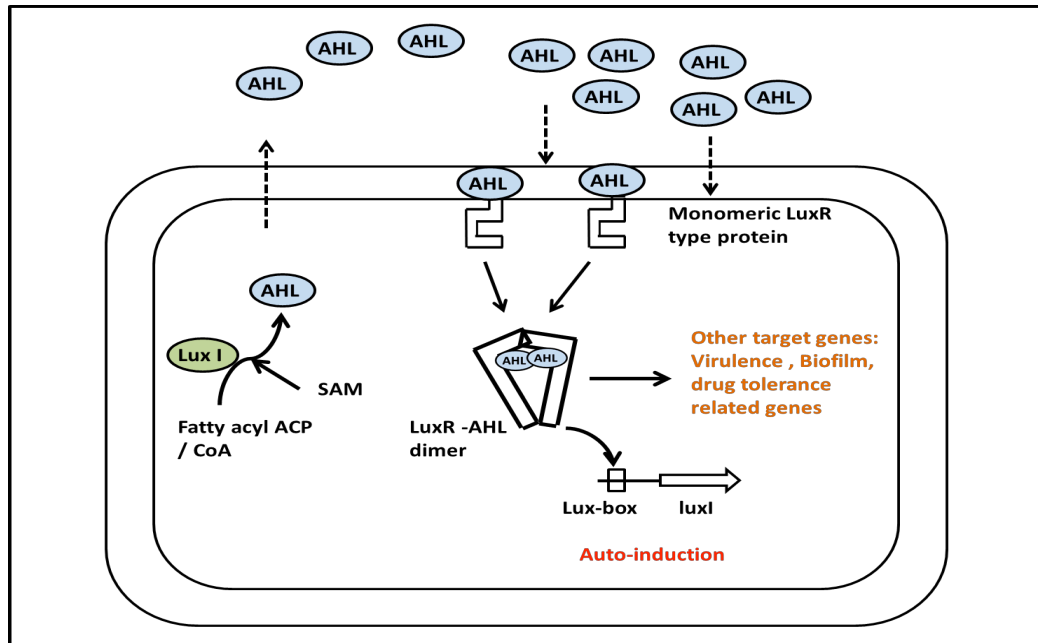 AHL
AHL
AHL
AHL
AHL
AHL
AHL
AHL
AHL
AHL
AHL
Monomeric LuxR
type protein
AHL
Lux I
SAM
Fatty acyl ACP
/ CoA
AHL
AHL
LuxR -AHL
dimer
Other target genes:
Virulence , Biofilm,
drug tolerance
related genes
Lux-box
luxI
Auto-induction